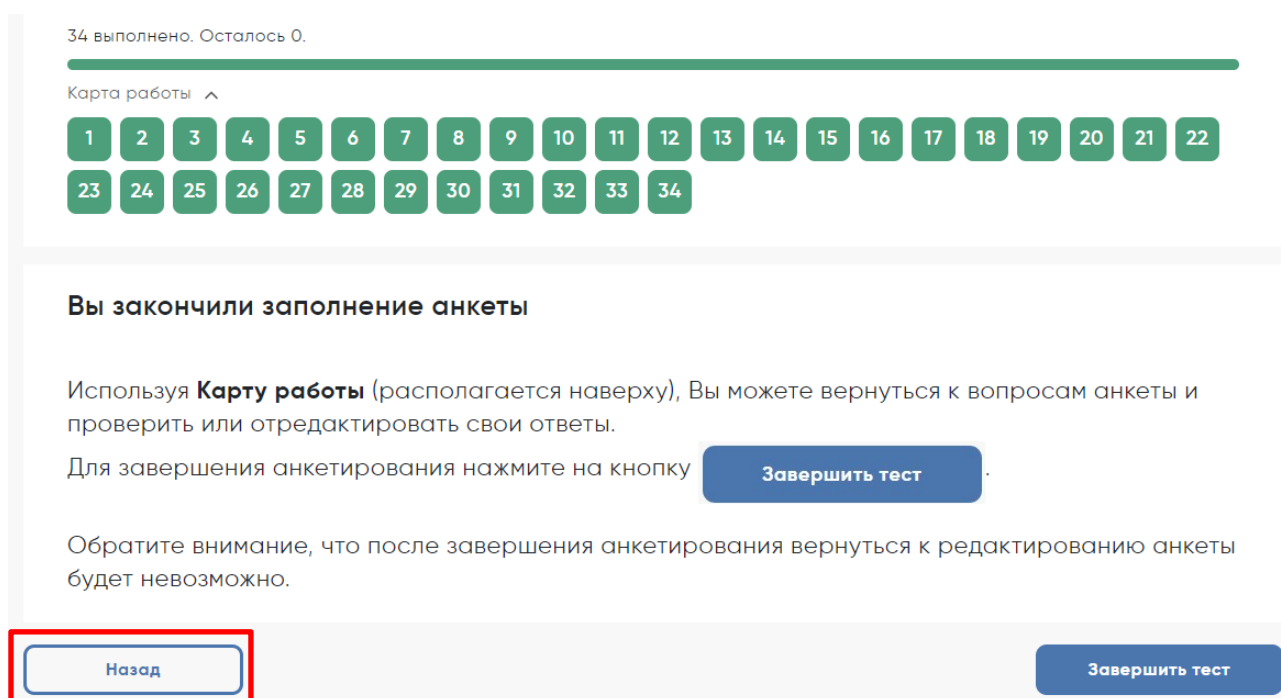 34 выполнено. Осталось 0.
Карта работы
1 2 3 4 5 6 7 8 9 10 11 12 13 14 15 16 17 18 19 20 21 22
23 24 25 26 27 28 29 30 31 32 33 34
Вы закончили заполнение анкеты
Используя Карту работы (располагается наверху), Вы можете вернуться к вопросам анкеты и
проверить или отредактировать свои ответы.
Для завершения анкетирования нажмите на кнопку Завершить тест .
Обратите внимание, что после завершения анкетирования вернуться к редактированию анкеты
будет невозможно.
Назад Завершить тест